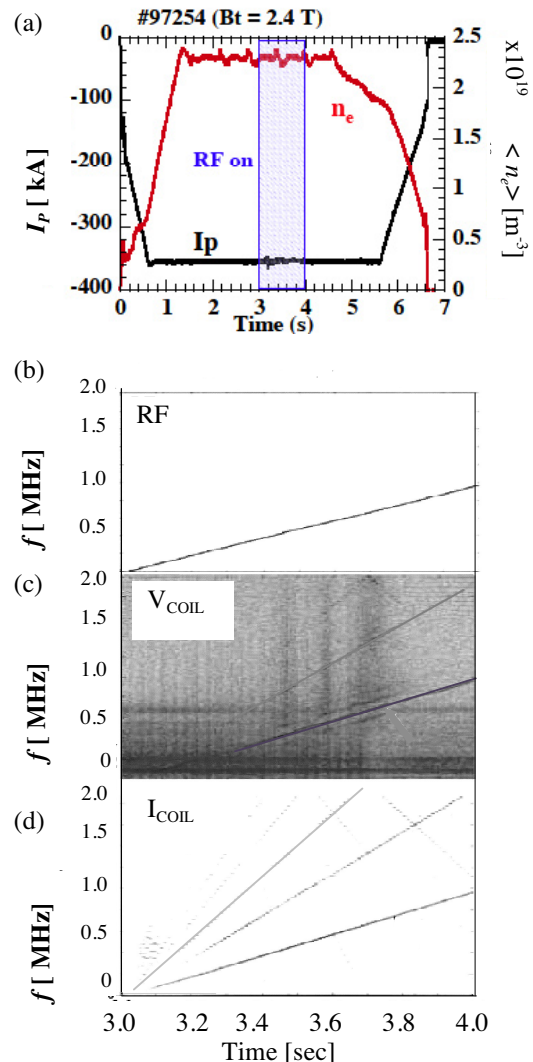 (a)
#97254 (Bt = 2.4 T)
0
-100
-200
-300
-400
I_P [ kA]
RF on
n_e
Ip
2.5
2
1.5
1
0.5
0
x10^19
< n_e> [m^-3]
0 1 2 3 4 5 6 7
Time (s)
(b)
RF
2.0
1.5
1.0
0.5
f [ MHz]
(c)
V_COIL
2.0
1.5
1.0
0.5
0
f [ MHz]
(d)
I_COIL
2.0
1.5
1.0
0.5
0
f [ MHz]
3.0 3.2 3.4 3.6 3.8 4.0
Time [sec]